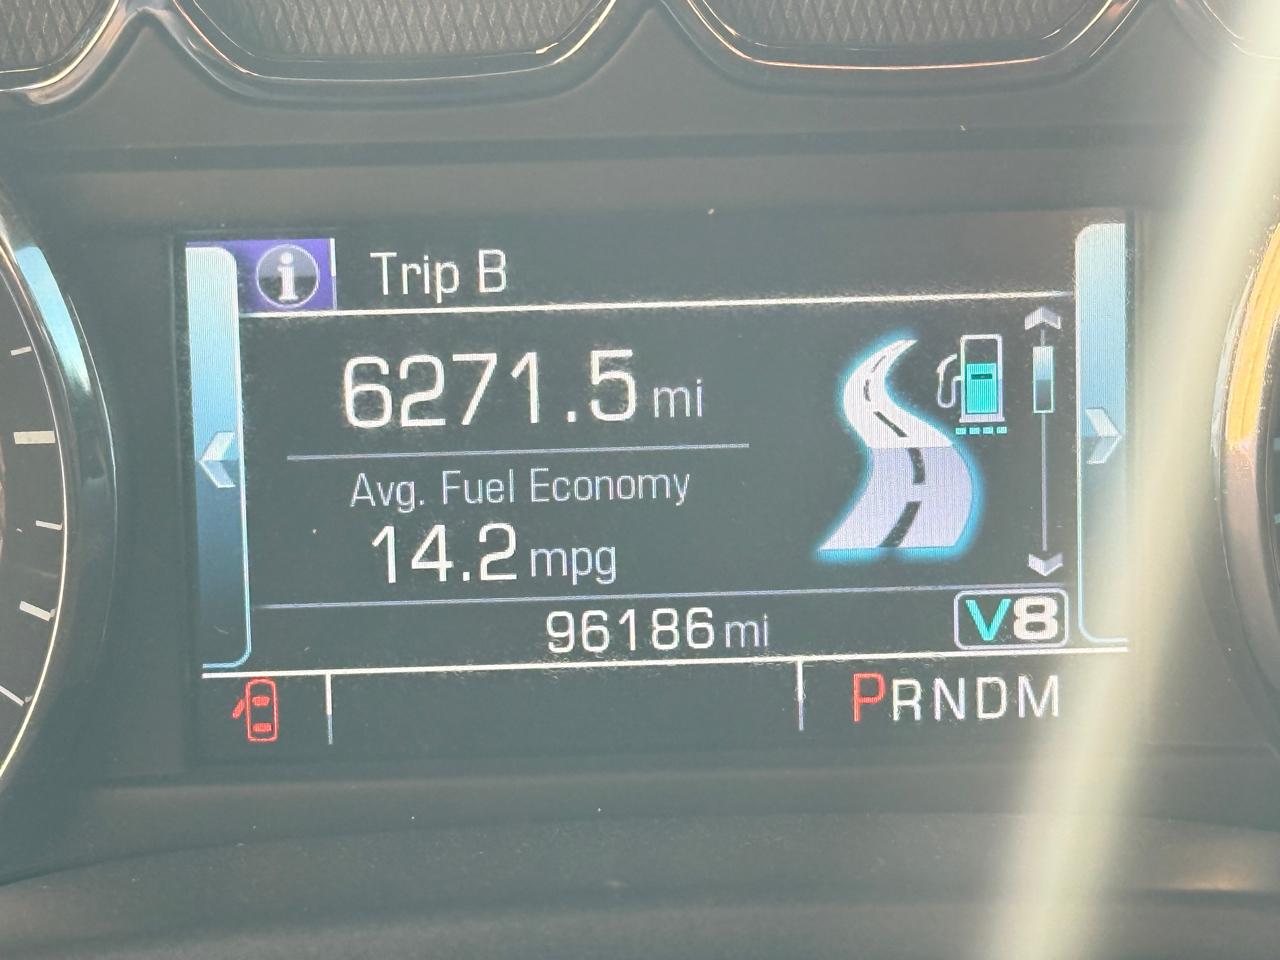 i Trip B
6271.5 mi
Avg. Fuel Economy
14.2 mpg
96186 mi
V8
PRNDM